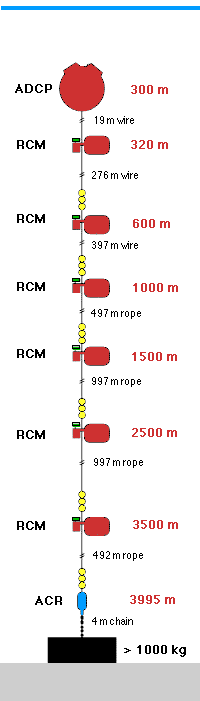 ADCP 300 m
19 m wire
RCM 320 m
276 m wire
RCM 600 m
397 m wire
RCM 1000 m
497 m rope
RCM 1500 m
997 m rope
RCM 2500 m
997 m rope
RCM 3500 m
492 m rope
ACR 3995 m
4 m chain
> 1000 kg